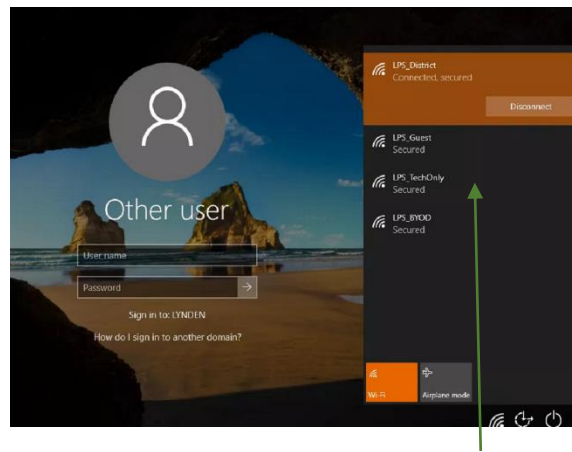 LPS_District
Connected, secured
Disconnect
LPS_Guest
Secured
LPS_TechOnly
Secured
LPS_BYOD
Secured
Other user
User name
Password
Sign in to: LYNDEN
How do I sign in to another domain?
Wi-Fi
Airplane mode